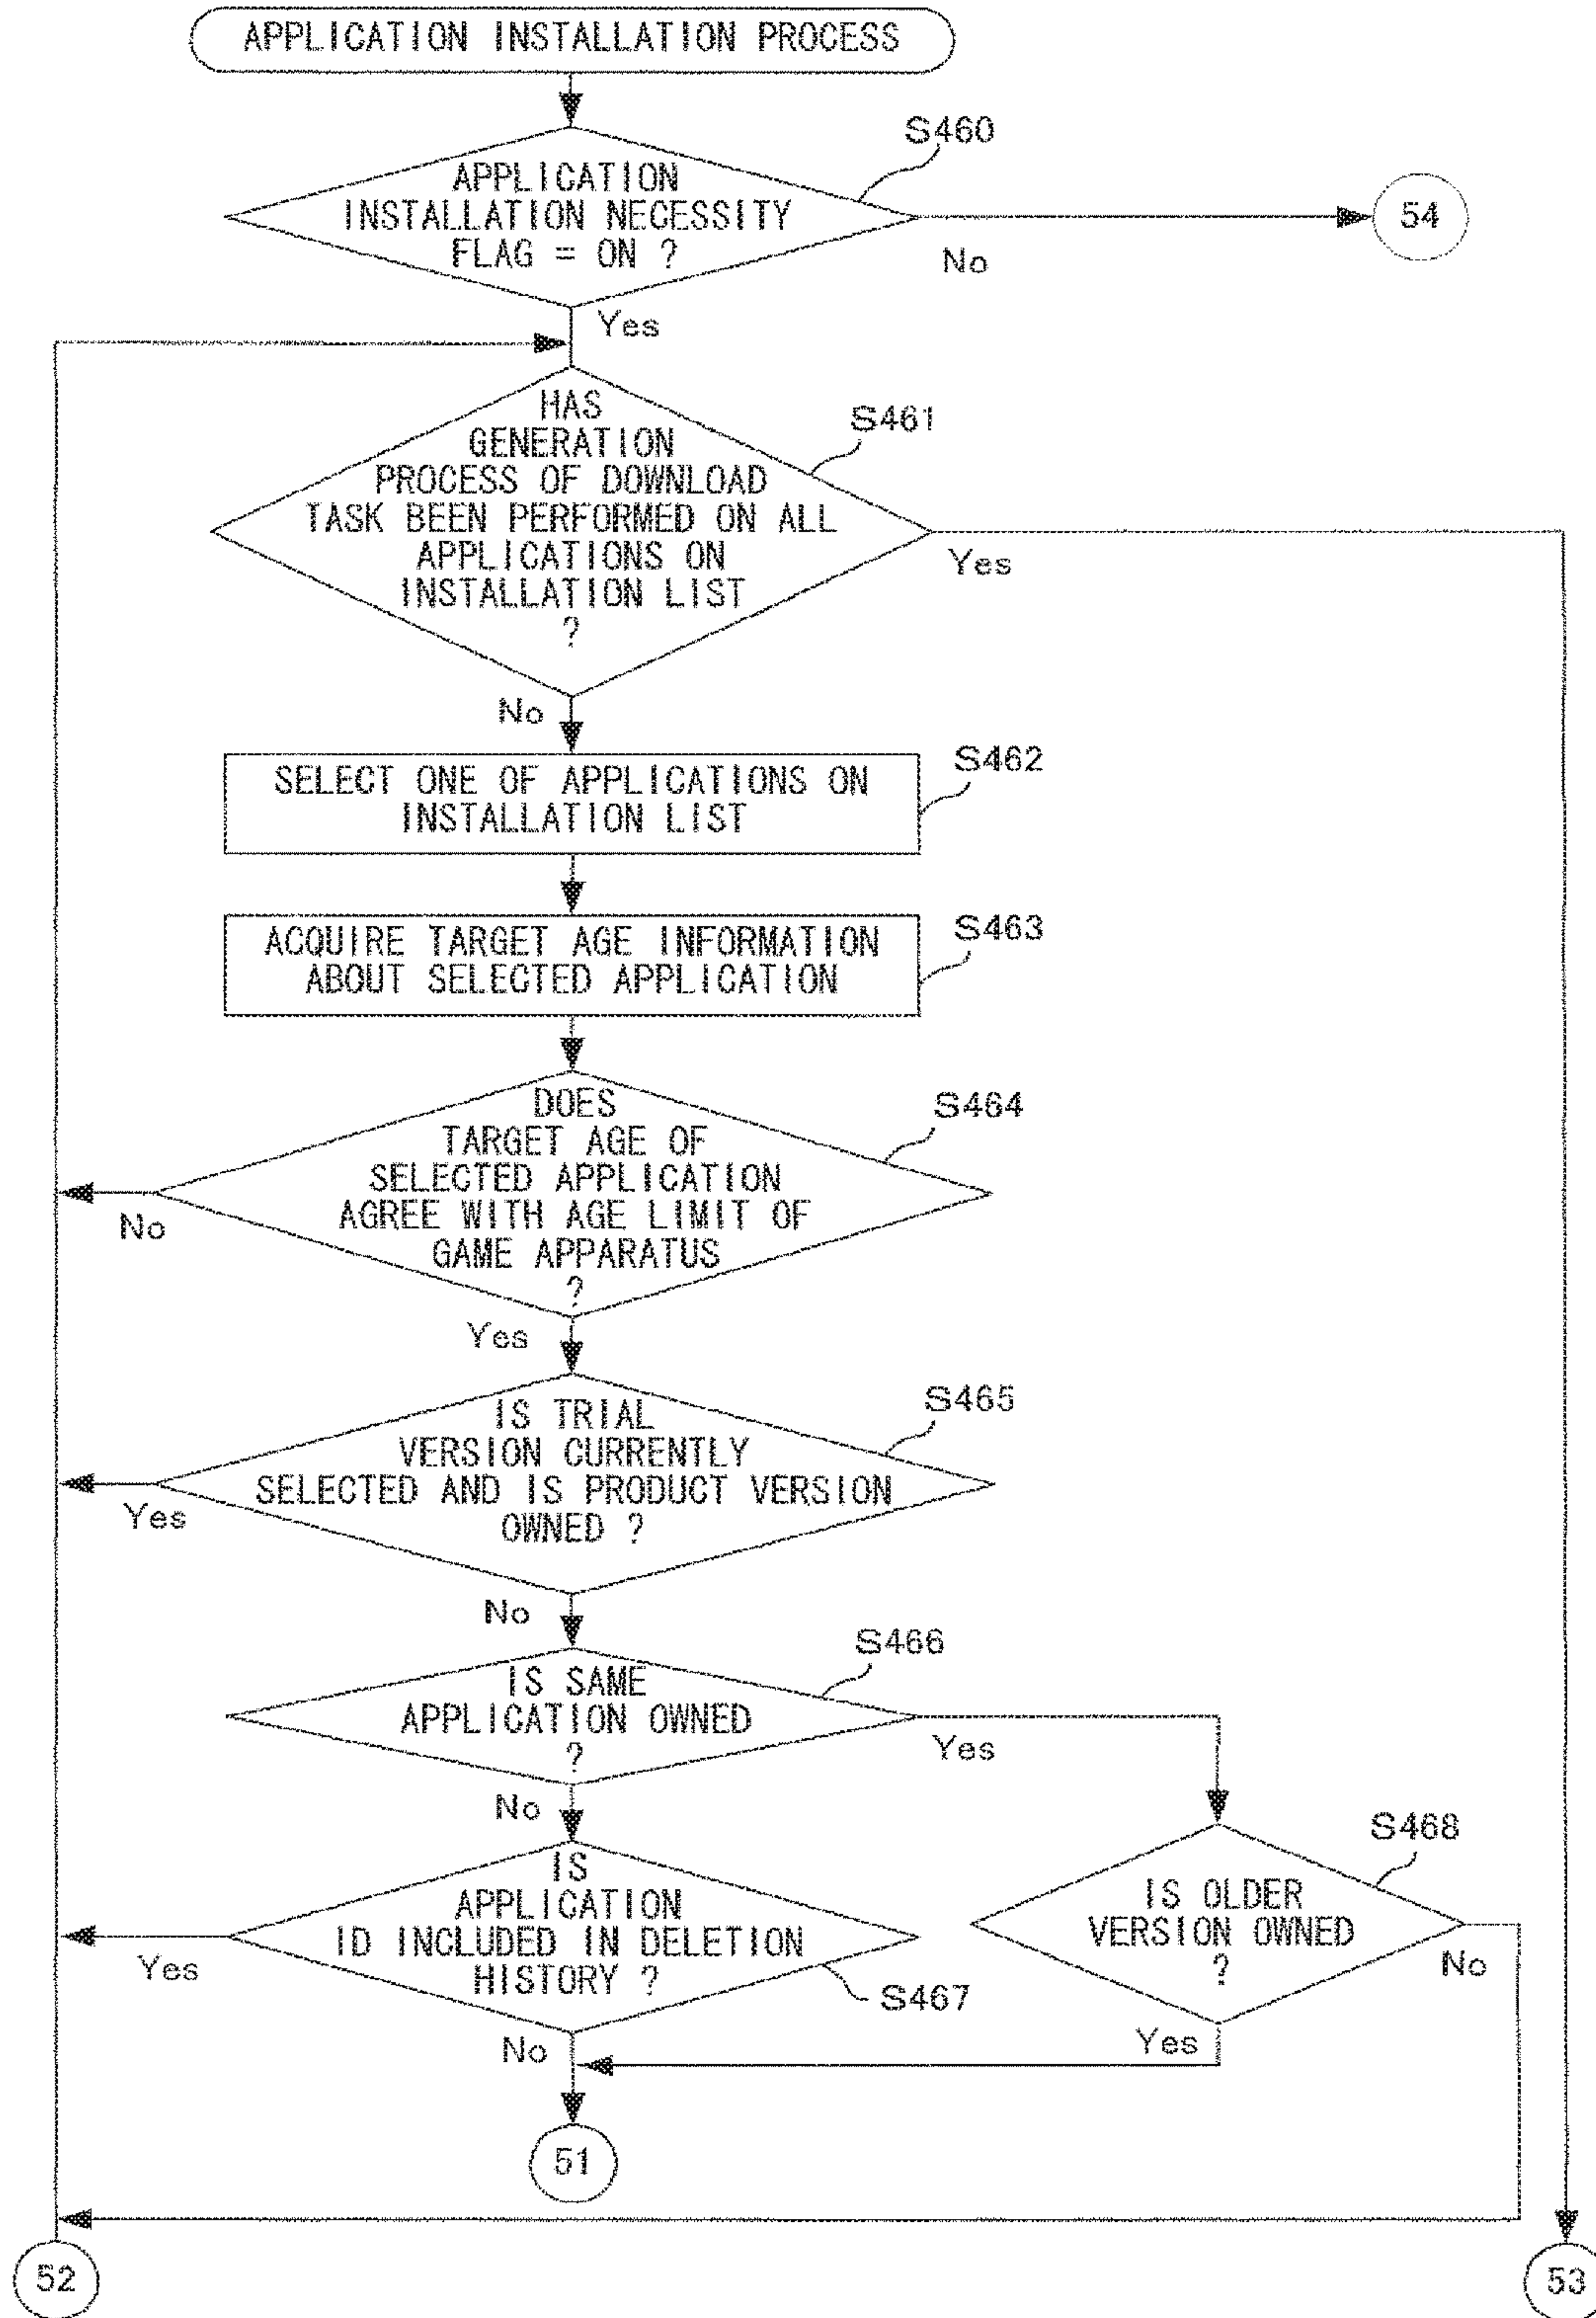 APPLICATION INSTALLATION PROCESS
S460
APPLICATION
INSTALLATION NECESSITY
FLAG = ON ?
54
No
Yes
S461
HAS
GENERATION
PROCESS OF DOWNLOAD
TASK BEEN PERFORMED ON ALL
APPLICATIONS ON
INSTALLATION LIST
?
Yes
No
S462
SELECT ONE OF APPLICATIONS ON
INSTALLATION LIST
S463
ACQUIRE TARGET AGE INFORMATION
ABOUT SELECTED APPLICATION
S464
DOES
TARGET AGE OF
SELECTED APPLICATION
AGREE WITH AGE LIMIT OF
GAME APPARATUS
?
No
Yes
S465
IS TRIAL
VERSION CURRENTLY
SELECTED AND IS PRODUCT VERSION
OWNED ?
Yes
No
S466
IS SAME
APPLICATION OWNED
?
Yes
No
S468
IS OLDER
VERSION OWNED
?
No
Yes
IS
APPLICATION
ID INCLUDED IN DELETION
HISTORY ?
Yes
S467
No
51
52
53